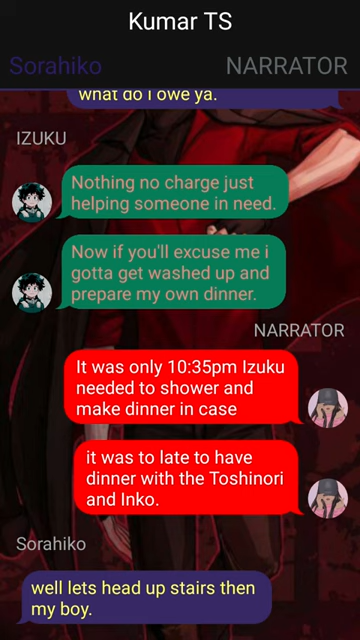 Kumar TS
Sorahiko
NARRATOR
what do I owe ya.
IZUKU
Nothing no charge just
helping someone in need.
Now if you'll excuse me i
gotta get washed up and
prepare my own dinner.
NARRATOR
It was only 10:35pm Izuku
needed to shower and
make dinner in case
it was to late to have
dinner with the Toshinori
and Inko.
Sorahiko
well lets head up stairs then
my boy.